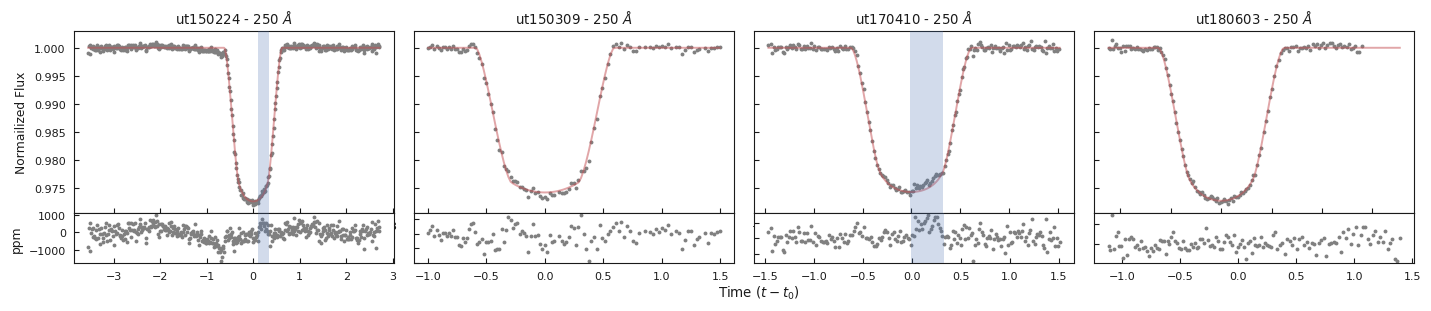 ut150224 - 250 Å
ut150309 - 250 Å
ut170410 - 250 Å
ut180603 - 250 Å
Normailized Flux
1.000
0.995
0.990
0.985
0.980
0.975
ppm
1000
0
−1000
−3 −2 −1 0 1 2 3
−1.0 −0.5 0.0 0.5 1.0 1.5
−1.5 −1.0 −0.5 0.0 0.5 1.0 1.5
−1.0 −0.5 0.0 0.5 1.0 1.5
Time (t − t₀)